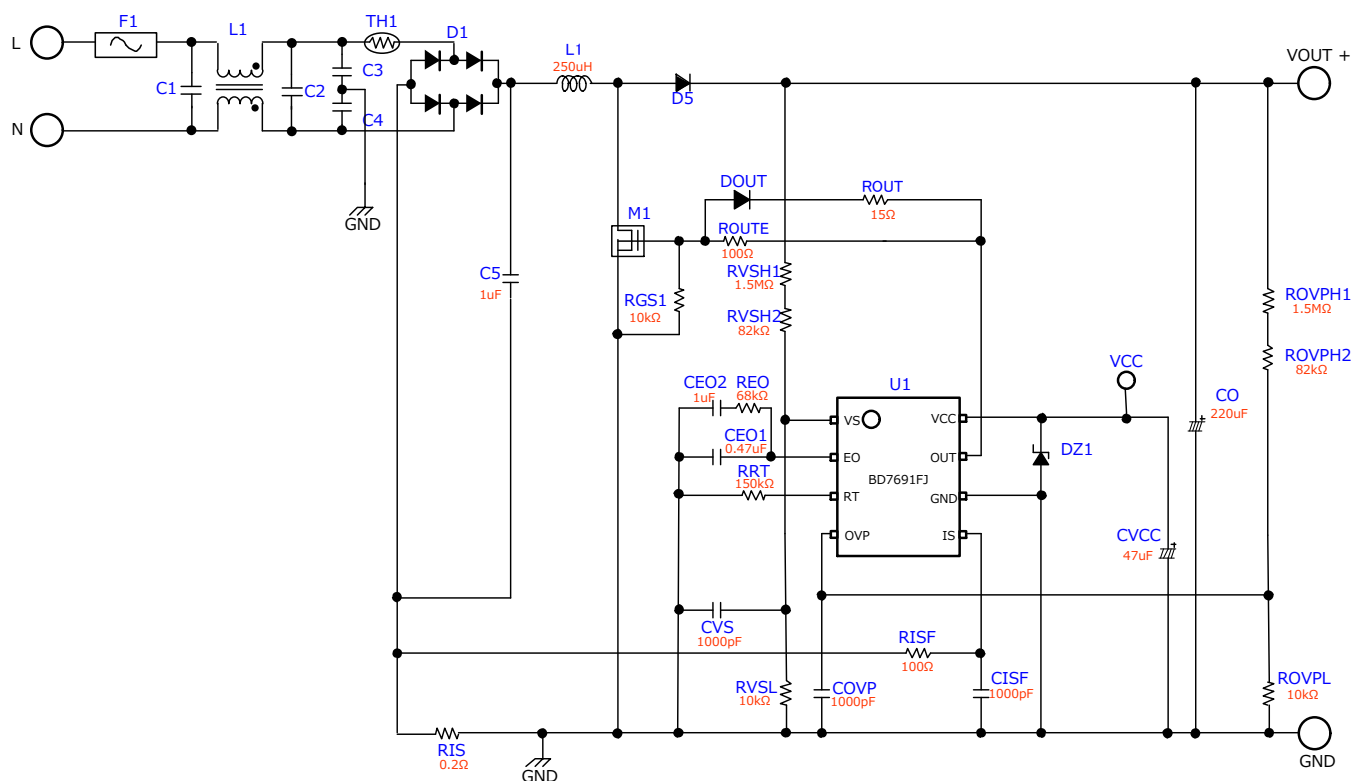 F1
L1
TH1
D1
L
C1
C2
C3
C4
N
GND
L1
250uH
D5
VOUT +
DOUT
ROUT
15Ω
M1
ROUTE
100Ω
C5
1uF
RGS1
10kΩ
RVSH1
1.5MΩ
RVSH2
82kΩ
ROVPH1
1.5MΩ
ROVPH2
82kΩ
CEO2
1uF
REO
68kΩ
CEO1
0.47uF
RRT
150kΩ
U1
VS
VCC
EO
OUT
BD7691FJ
RT
GND
OVP
IS
VCC
DZ1
CO
220uF
CVCC
47uF
CVS
1000pF
RISF
100Ω
RVSL
10kΩ
COVP
1000pF
CISF
1000pF
ROVPL
10kΩ
RIS
0.2Ω
GND
GND